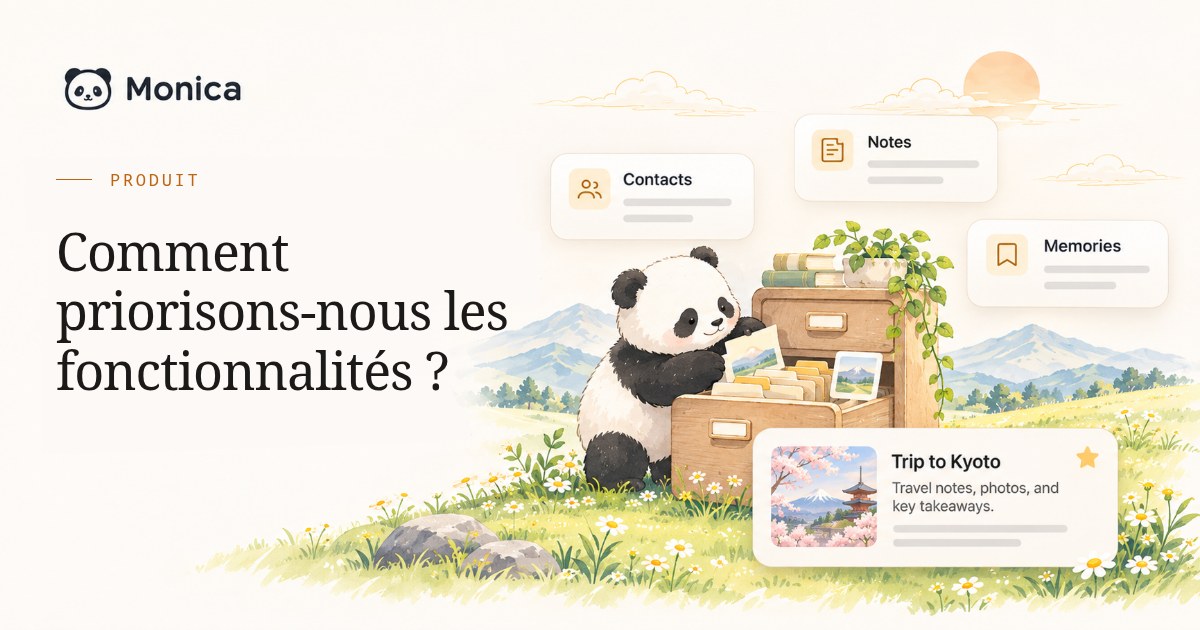 Monica
PRODUIT
Comment
priorisons-nous les
fonctionnalités ?
Contacts
Notes
Memories
Trip to Kyoto
Travel notes, photos, and
key takeaways.